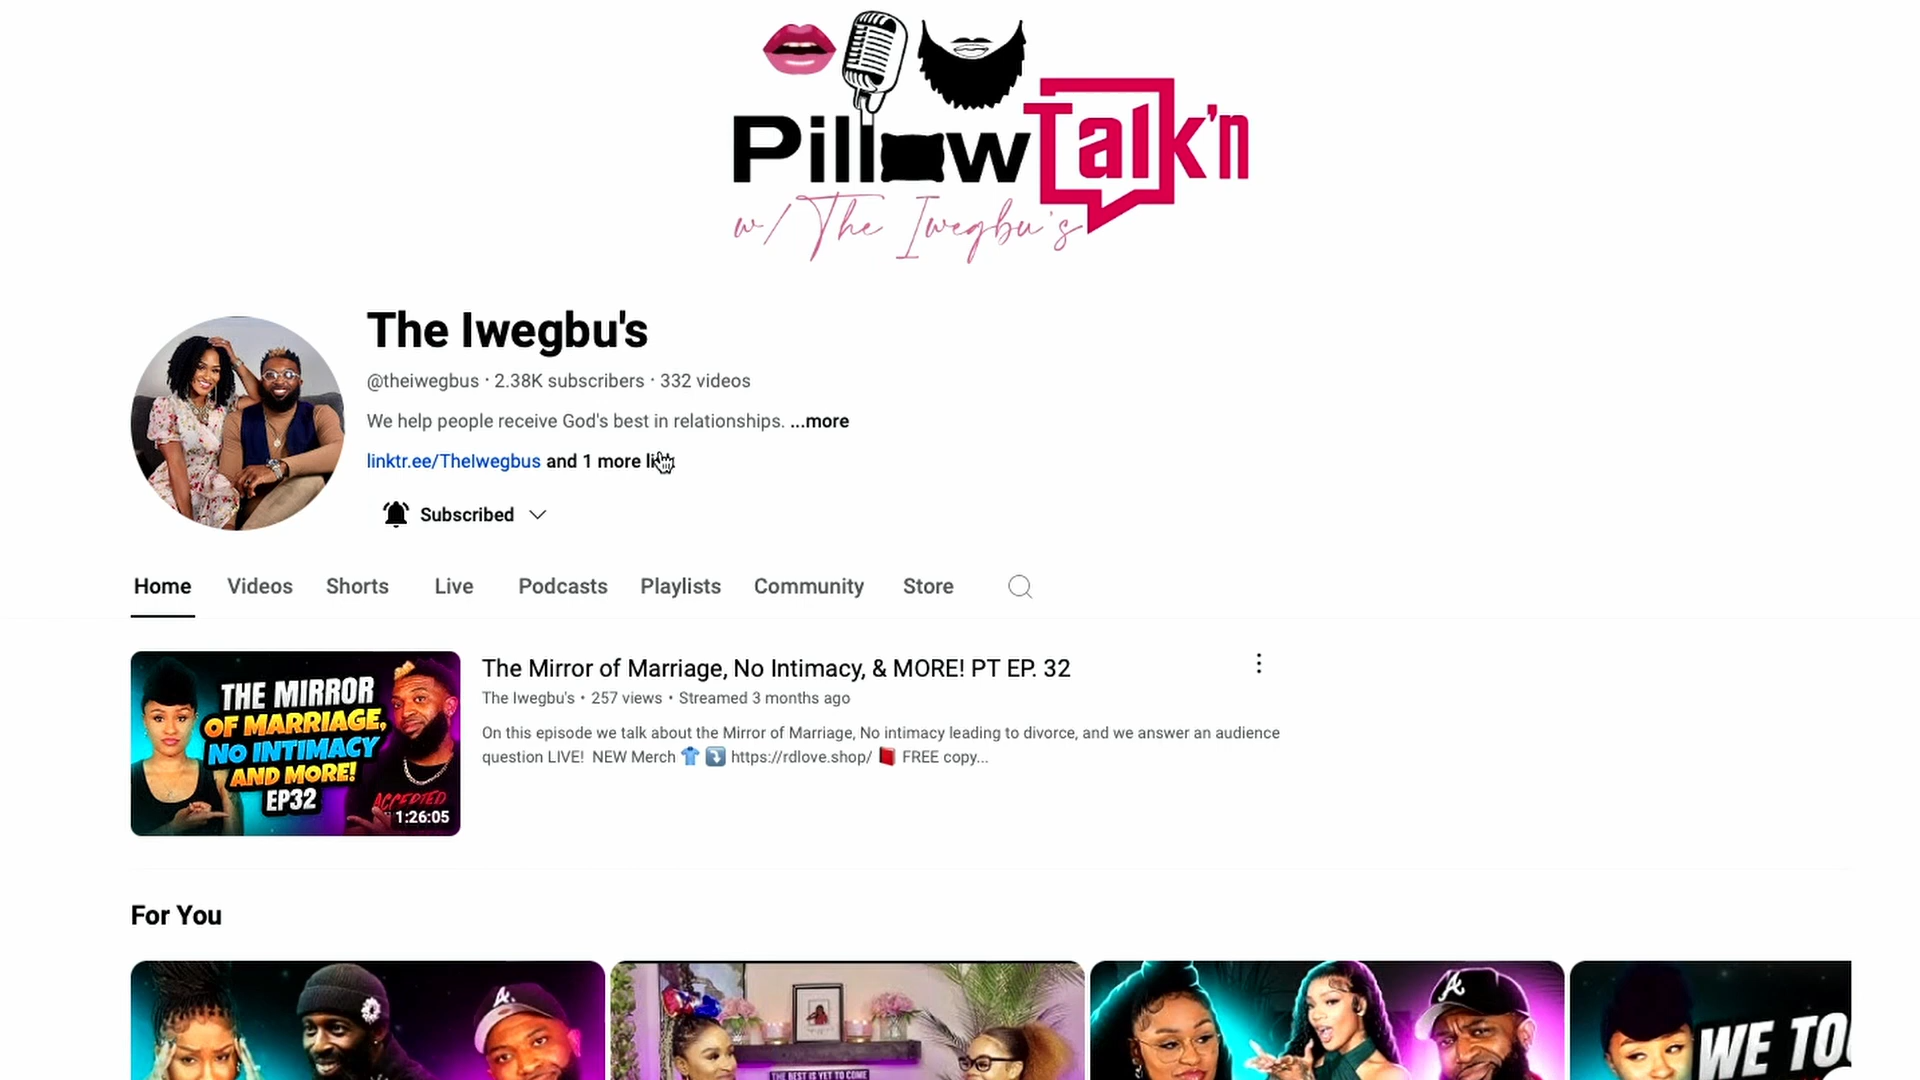 Pillow Talk'n
w/The Iwegbu's
The Iwegbu's
@theiwegbus · 2.38K subscribers · 332 videos
We help people receive God's best in relationships. ...more
linktr.ee/TheIwegbus and 1 more li
Subscribed
Home Videos Shorts Live Podcasts Playlists Community Store
THE MIRROR
OF MARRIAGE,
NO INTIMACY
AND MORE!
EP32
ACCEPTED
1:26:05
The Mirror of Marriage, No Intimacy, & MORE! PT EP. 32
The Iwegbu's • 257 views • Streamed 3 months ago
On this episode we talk about the Mirror of Marriage, No intimacy leading to divorce, and we answer an audience
question LIVE! NEW Merch 👕 ⤵️ https://rdlove.shop/ 📕 FREE copy...
For You
A
THE BEST IS YET TO COME
A
WE TO